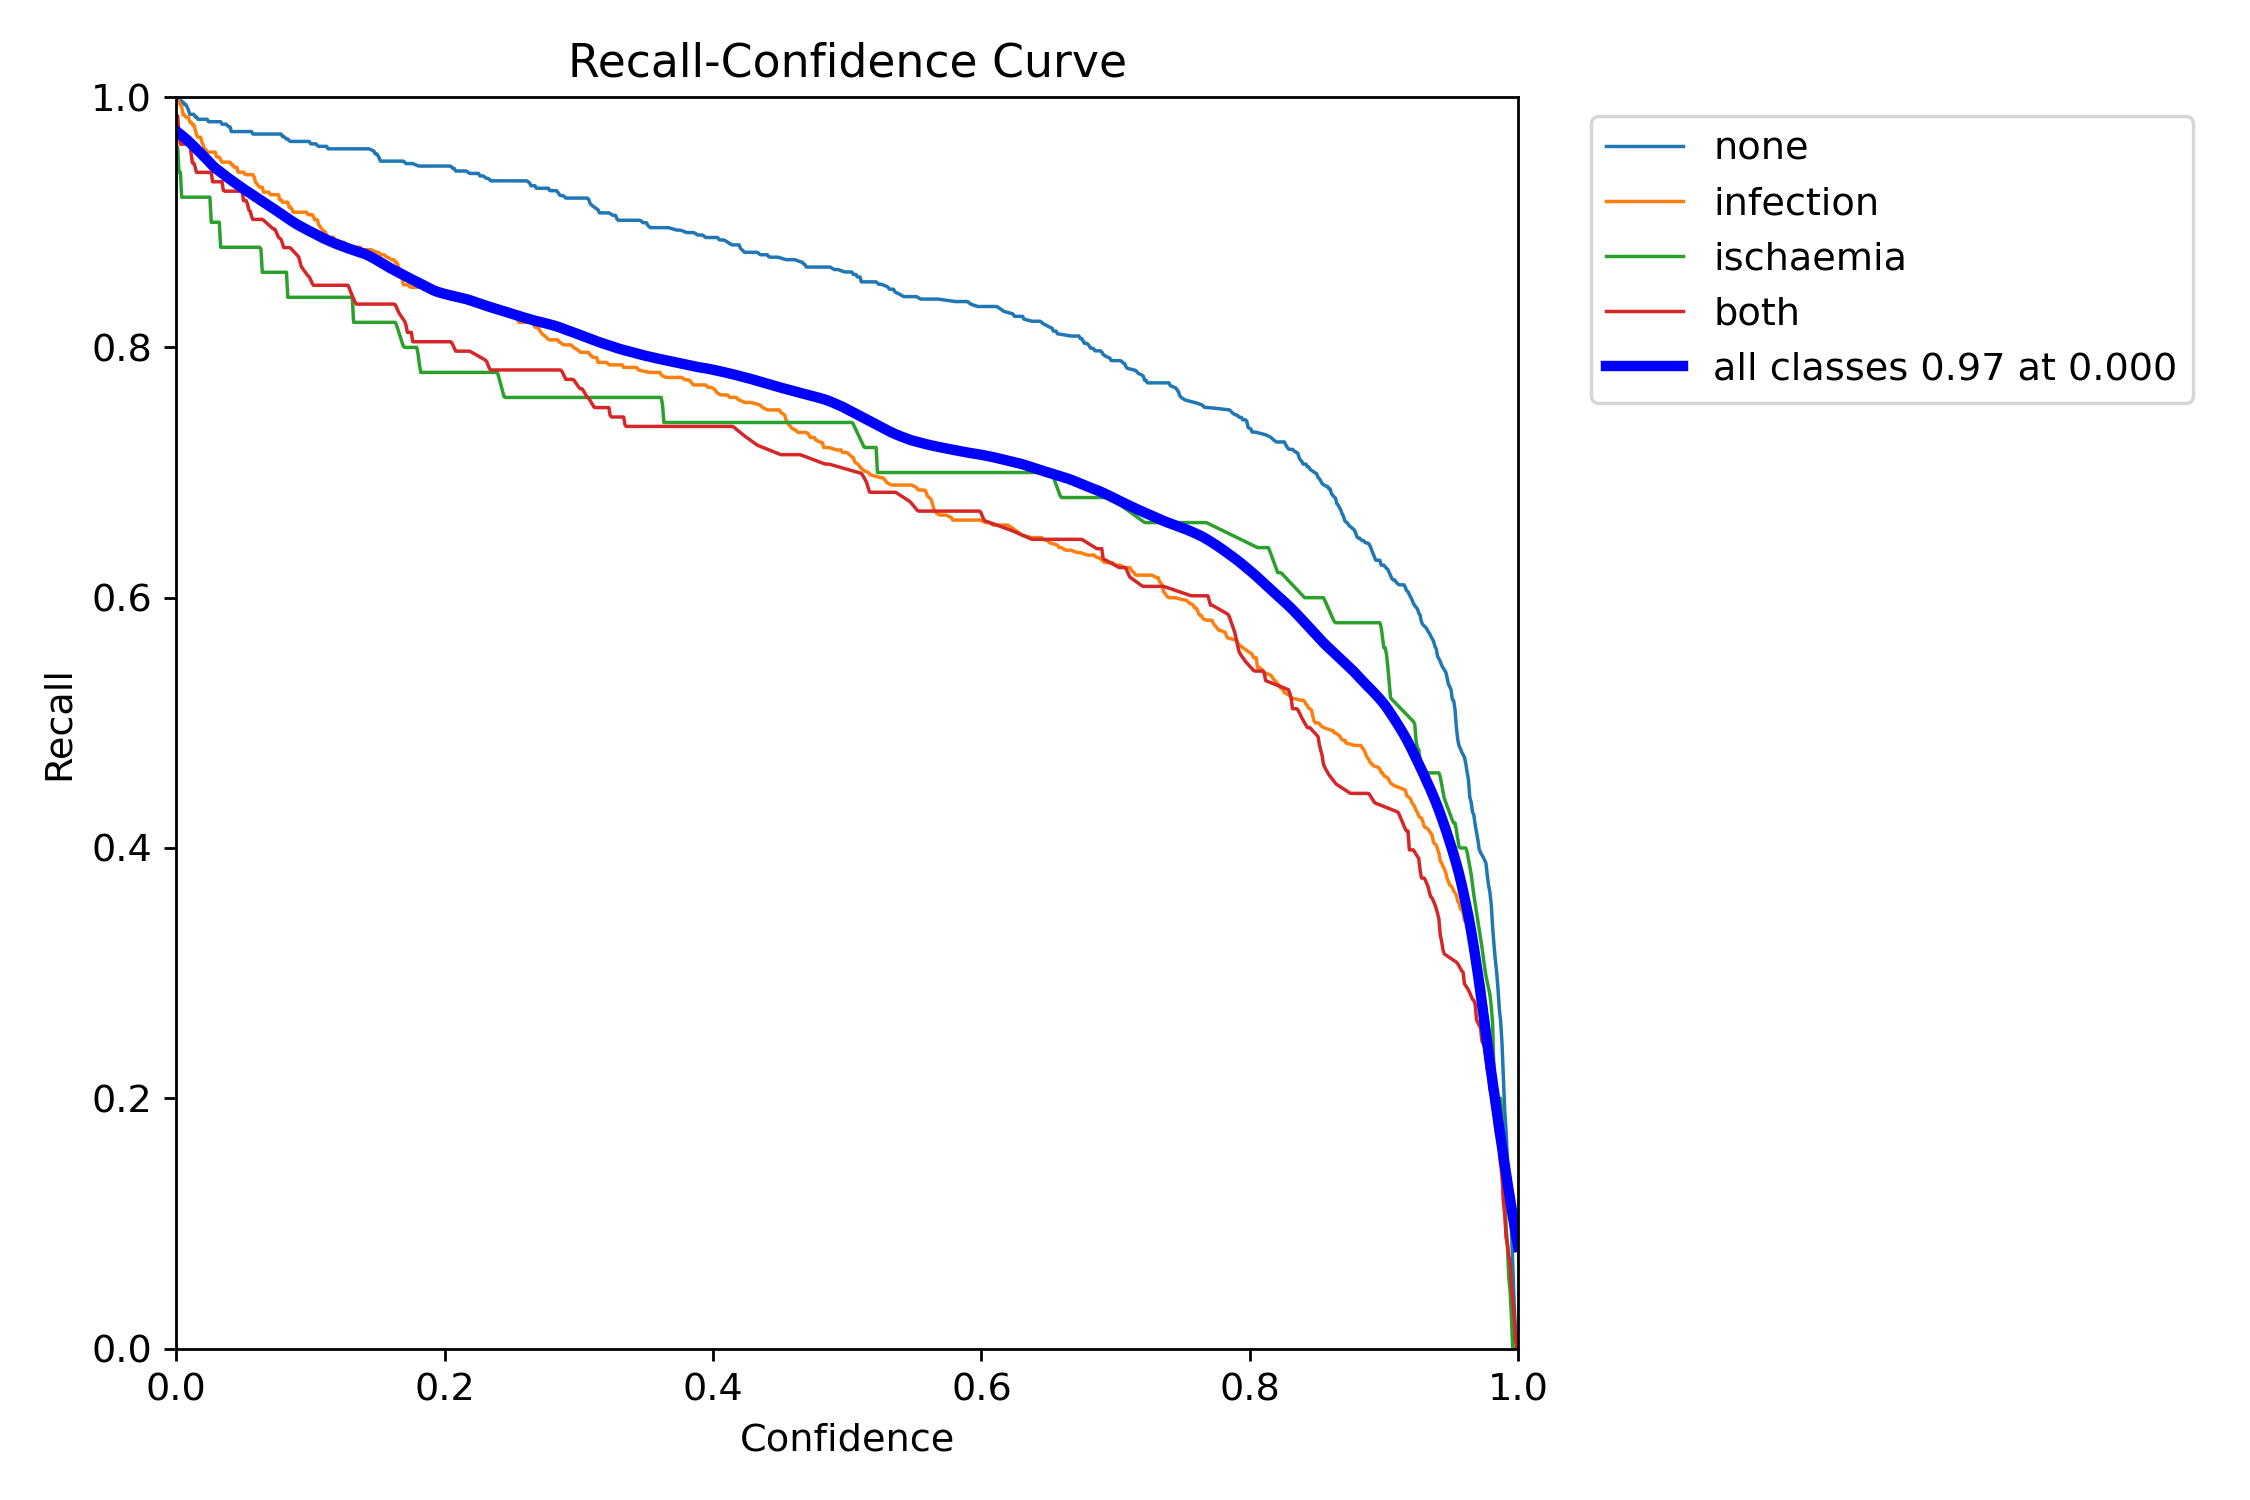 Recall-Confidence Curve
1.0
0.8
0.6
0.4
0.2
0.0
Recall
0.0 0.2 0.4 0.6 0.8 1.0
Confidence
none
infection
ischaemia
both
all classes 0.97 at 0.000